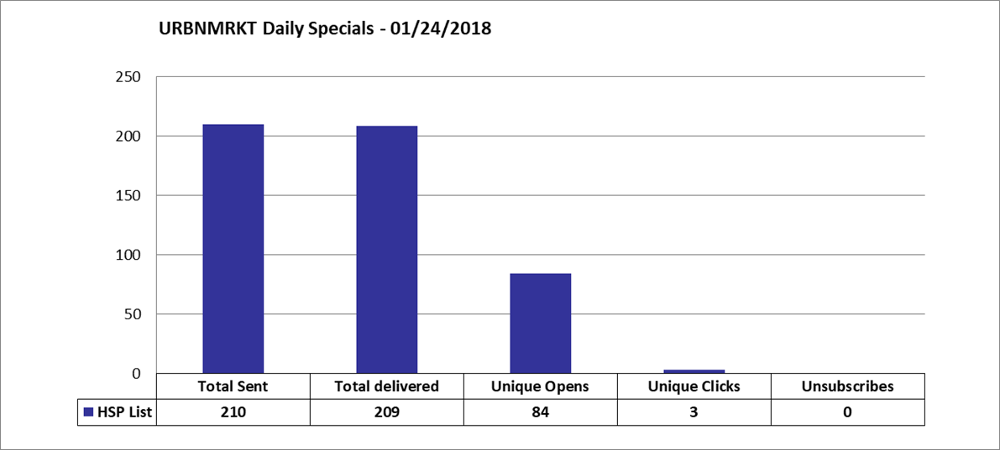 URBNMRKT Daily Specials - 01/24/2018
250
200
150
100
50
0
Total Sent Total delivered Unique Opens Unique Clicks Unsubscribes
HSP List 210 209 84 3 0